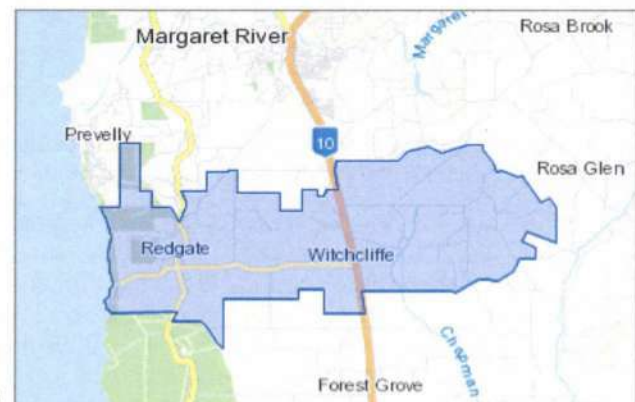 Rosa Brook
Margaret River
Margaret
Prevelly
10
Rosa Glen
Redgate
Witchcliffe
Chapman
Forest Grove